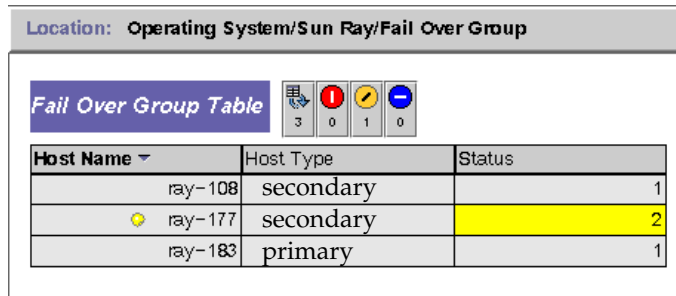 Location: Operating System/Sun Ray/Fail Over Group
Fail Over Group Table 3 0 1 0
Host Name Host Type Status
ray-108 secondary 1
ray-177 secondary 2
ray-183 primary 1